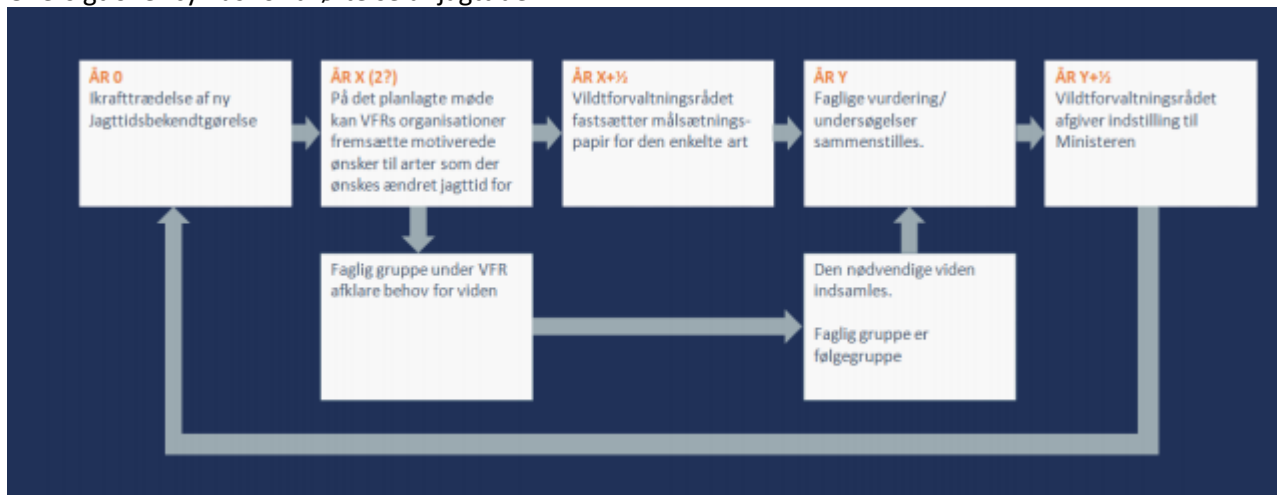 ÅR 0
Ikrafttrædelse af ny
Jagttidsbekendtgørelse
ÅR X (2?)
På det planlagte møde
kan VFRs organisationer
fremsætte motiverede
ønsker til arter som der
ønskes ændret jagttid for
ÅR X+½
Vildtforvaltningsrådet
fastsætter målsætnings-
papir for den enkelte art
ÅR Y
Faglige vurdering/
undersøgelser
sammenstilles.
ÅR Y+½
Vildtforvaltningsrådet
afgiver indstilling til
Ministeren
Faglig gruppe under VFR
afklare behov for viden
Den nødvendige viden
indsamles.
Faglig gruppe er
følgegruppe